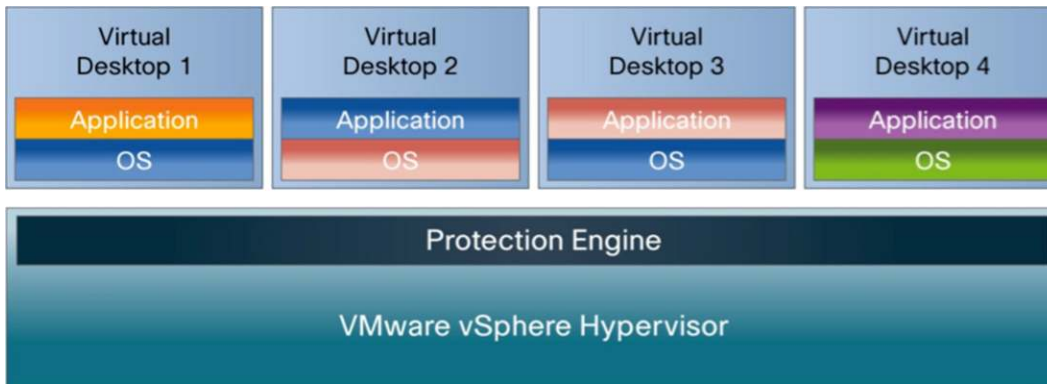 Virtual
Desktop 1
Application
OS
Virtual
Desktop 2
Application
OS
Virtual
Desktop 3
Application
OS
Virtual
Desktop 4
Application
OS
Protection Engine
VMware vSphere Hypervisor